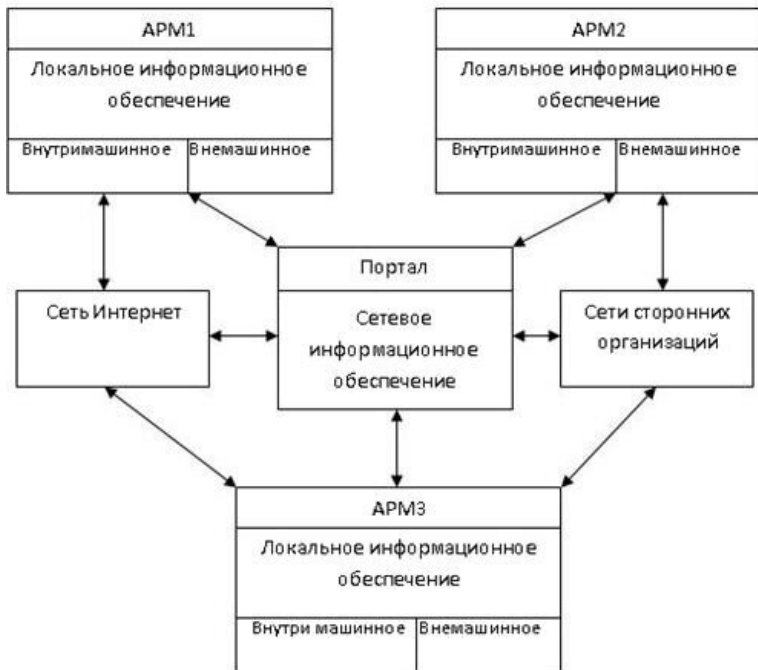 АРМ1
Локальное информационное
обеспечение
Внутримашинное
Внемашинное
АРМ2
Локальное информационное
обеспечение
Внутримашинное
Внемашинное
Портал
Сетевое
информационное
обеспечение
Сеть Интернет
Сети сторонних
организаций
АРМ3
Локальное информационное
обеспечение
Внутри машинное
Внемашинное